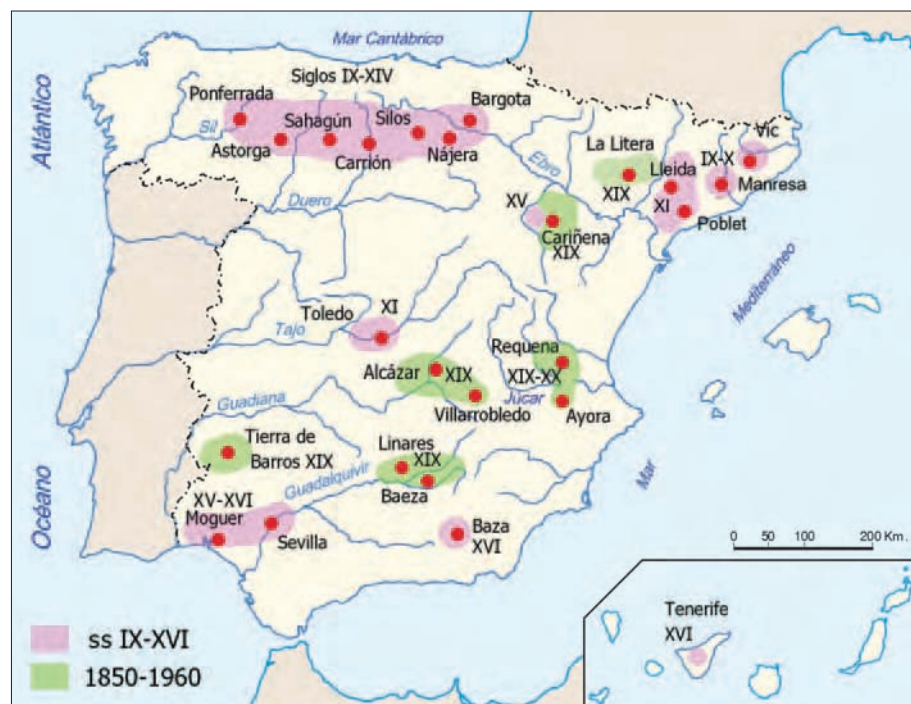 Mar Cantábrico
Atlántico
Océano
Siglos IX-XIV
Ponferrada
Sil
Astorga
Sahagún
Carrión
Silos
Nájera
Bargota
Ebro
Duero
La Litera
XIX
Lleida
XI
Poblet
IX-X
Vic
Manresa
XV
Cariñena
XIX
Mediterráneo
Mar
Toledo
XI
Tajo
Requena
XIX-XX
Alcázar
XIX
Villarrobledo
Júcar
Ayora
Guadiana
Tierra de
Barros XIX
Linares
XIX
Baeza
Guadalquivir
XV-XVI
Moguer
Sevilla
Baza
XVI
0 50 100 200 Km.
Tenerife
XVI
ss IX-XVI
1850-1960